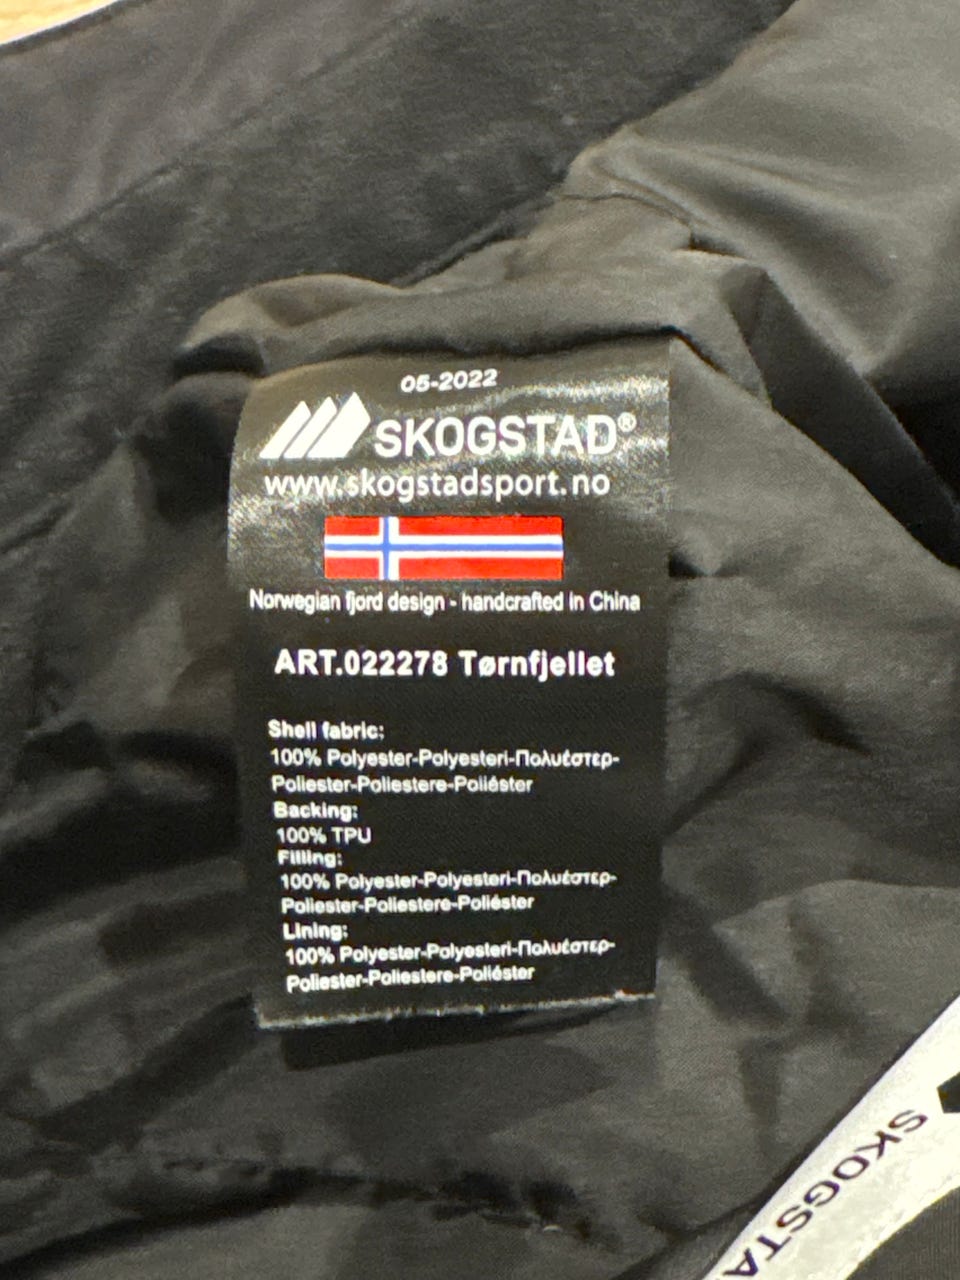 05-2022
SKOGSTAD®
www.skogstadsport.no
Norwegian fjord design - handcrafted in China
ART.022278 Tørnfjellet
Shell fabric:
100% Polyester-Polyesteri-Πολυέστερ-
Poliester-Poliestere-Poliéster
Backing:
100% TPU
Filling:
100% Polyester-Polyesteri-Πολυέστερ-
Poliester-Poliestere-Poliéster
Lining:
100% Polyester-Polyesteri-Πολυέστερ-
Poliester-Poliestere-Poliéster
SKOGSTA